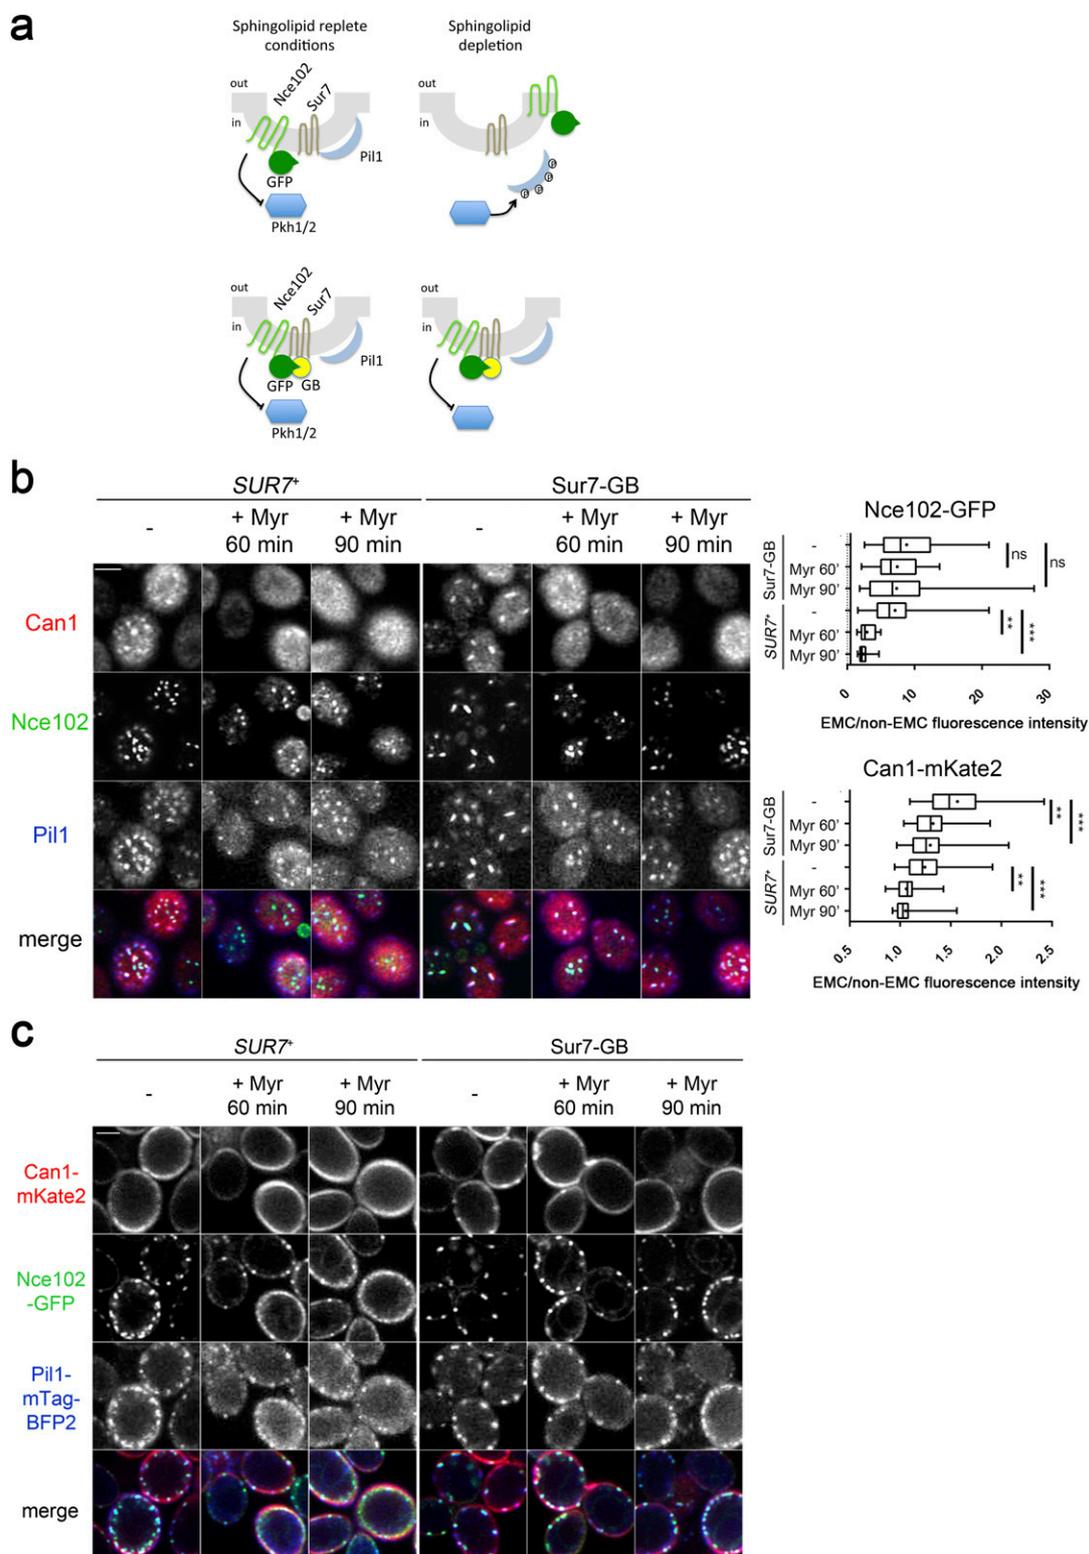 a
Sphingolipid replete
conditions
Sphingolipid
depletion
out
in
Nce102
Sur7
Pil1
GFP
Pkh1/2
out
in
P
P
P
P
out
in
Nce102
Sur7
Pil1
GFP GB
Pkh1/2
out
in
b
SUR7+
Sur7-GB
-
+ Myr
60 min
+ Myr
90 min
-
+ Myr
60 min
+ Myr
90 min
Can1
Nce102
Pil1
merge
Nce102-GFP
Sur7-GB
-
Myr 60'
Myr 90'
SUR7+
-
Myr 60'
Myr 90'
ns
ns
**
***
0
10
20
30
EMC/non-EMC fluorescence intensity
Can1-mKate2
Sur7-GB
-
Myr 60'
Myr 90'
SUR7+
-
Myr 60'
Myr 90'
**
***
**
***
0.5
1.0
1.5
2.0
2.5
EMC/non-EMC fluorescence intensity
c
SUR7+
Sur7-GB
-
+ Myr
60 min
+ Myr
90 min
-
+ Myr
60 min
+ Myr
90 min
Can1-
mKate2
Nce102
-GFP
Pil1-
mTag-
BFP2
merge